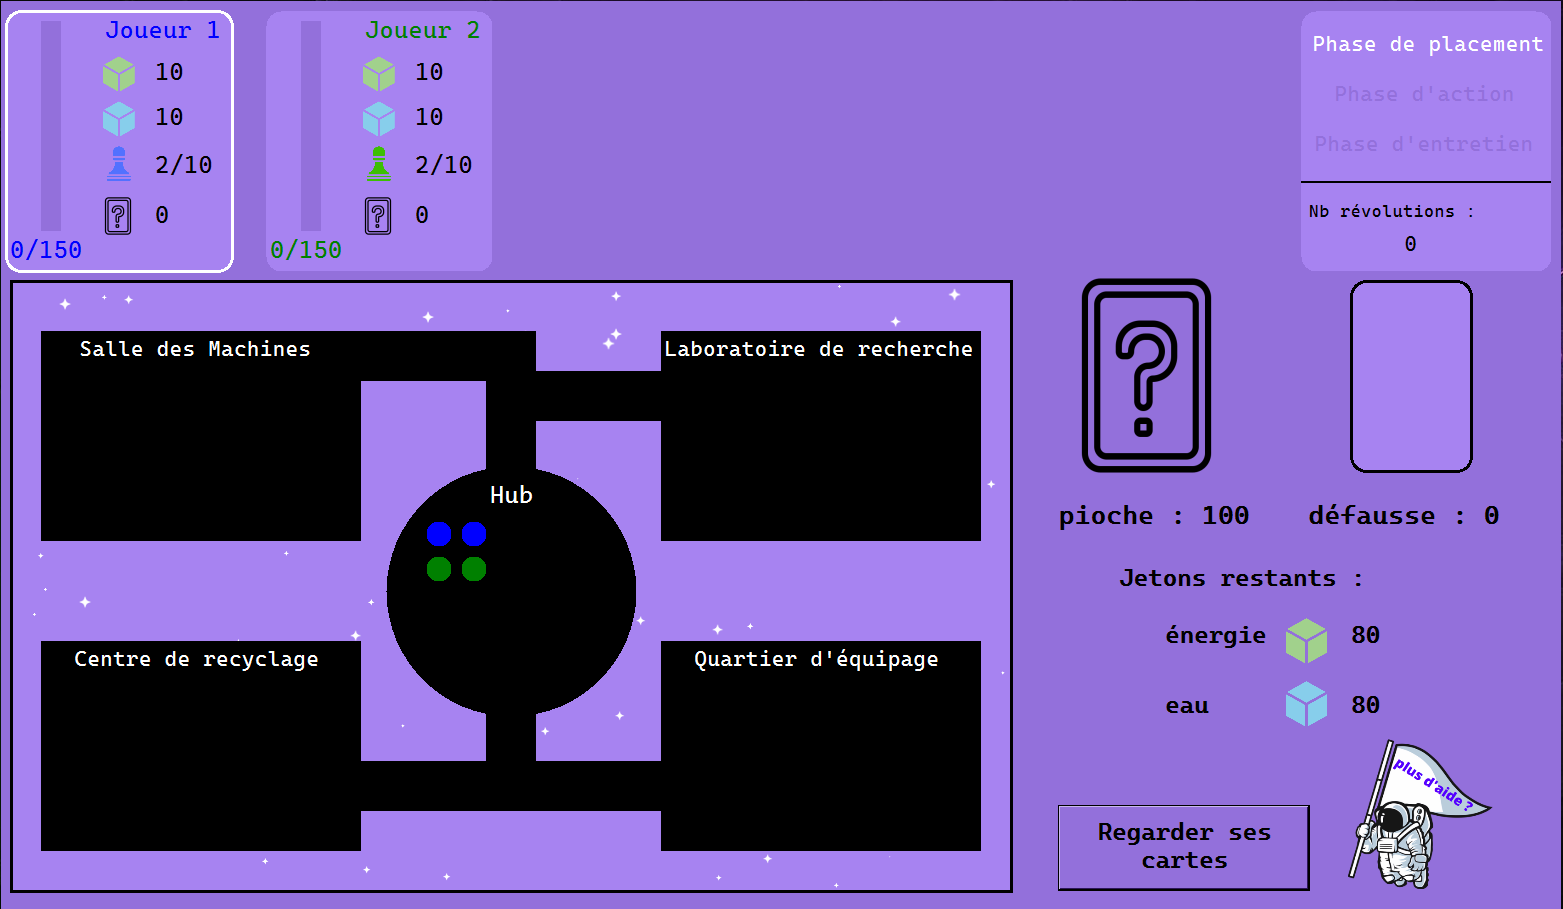 Joueur 1
10
10
2/10
0
0/150
Joueur 2
10
10
2/10
0
0/150
Phase de placement
Phase d'action
Phase d'entretien
Nb révolutions :
0
Salle des Machines
Laboratoire de recherche
Hub
Centre de recyclage
Quartier d'équipage
?
pioche : 100
défausse : 0
Jetons restants :
énergie 80
eau 80
Regarder ses
cartes
plus d'aide ?